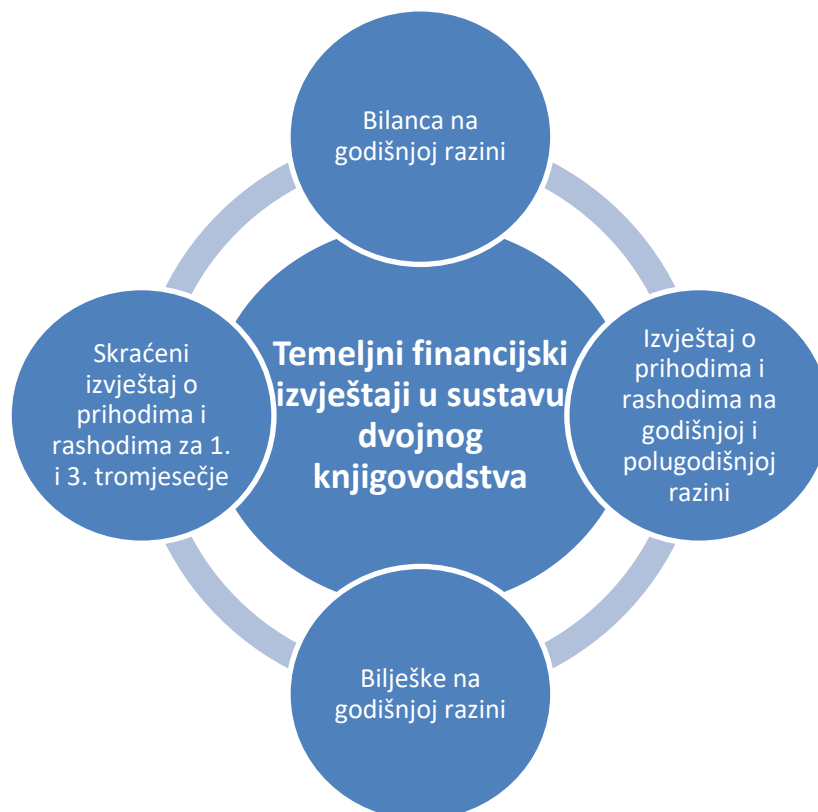 Bilanca na
godišnjoj razini
Temeljni financijski
izvještaji u sustavu
dvojnog
knjigovodstva
Izvještaj o
prihodima i
rashodima na
godišnjoj i
polugodišnjoj
razini
Bilješke na
godišnjoj razini
Skraćeni
izvještaj o
prihodima i
rashodima za 1.
i 3. tromjesečje